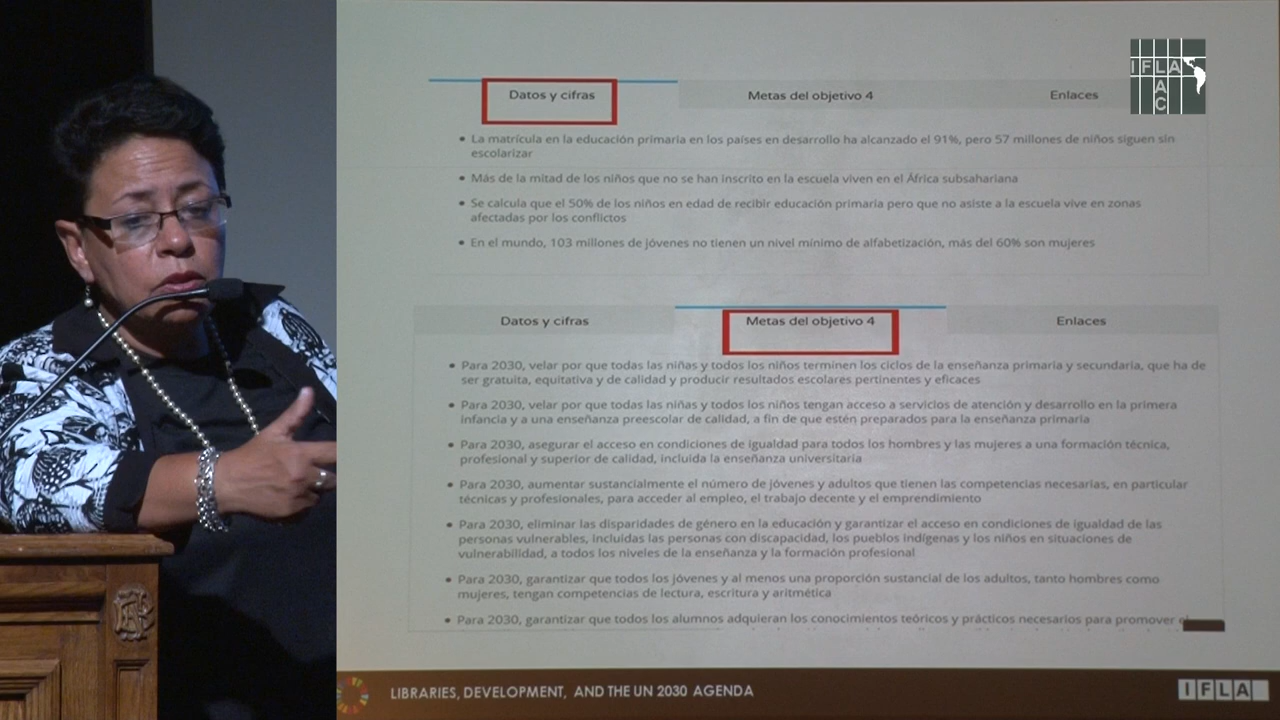 IFLA
LAC
Datos y cifras
Metas del objetivo 4
Enlaces
• La matrícula en la educación primaria en los países en desarrollo ha alcanzado el 91%, pero 57 millones de niños siguen sin
escolarizar
• Más de la mitad de los niños que no se han inscrito en la escuela viven en el África subsahariana
• Se calcula que el 50% de los niños en edad de recibir educación primaria pero que no asiste a la escuela vive en zonas
afectadas por los conflictos
• En el mundo, 103 millones de jóvenes no tienen un nivel mínimo de alfabetización, más del 60% son mujeres
Datos y cifras
Metas del objetivo 4
Enlaces
• Para 2030, velar por que todas las niñas y todos los niños terminen los ciclos de la enseñanza primaria y secundaria, que ha de
ser gratuita, equitativa y de calidad y producir resultados escolares pertinentes y eficaces
• Para 2030, velar por que todas las niñas y todos los niños tengan acceso a servicios de atención y desarrollo en la primera
infancia y a una enseñanza preescolar de calidad, a fin de que estén preparados para la enseñanza primaria
• Para 2030, asegurar el acceso en condiciones de igualdad para todos los hombres y las mujeres a una formación técnica,
profesional y superior de calidad, incluida la enseñanza universitaria
• Para 2030, aumentar sustancialmente el número de jóvenes y adultos que tienen las competencias necesarias, en particular
técnicas y profesionales, para acceder al empleo, el trabajo decente y el emprendimiento
• Para 2030, eliminar las disparidades de género en la educación y garantizar el acceso en condiciones de igualdad de las
personas vulnerables, incluidas las personas con discapacidad, los pueblos indígenas y los niños en situaciones de
vulnerabilidad, a todos los niveles de la enseñanza y la formación profesional
• Para 2030, garantizar que todos los jóvenes y al menos una proporción sustancial de los adultos, tanto hombres como
mujeres, tengan competencias de lectura, escritura y aritmética
• Para 2030, garantizar que todos los alumnos adquieran los conocimientos teóricos y prácticos necesarios para promover el
LIBRARIES, DEVELOPMENT, AND THE UN 2030 AGENDA
IFLA